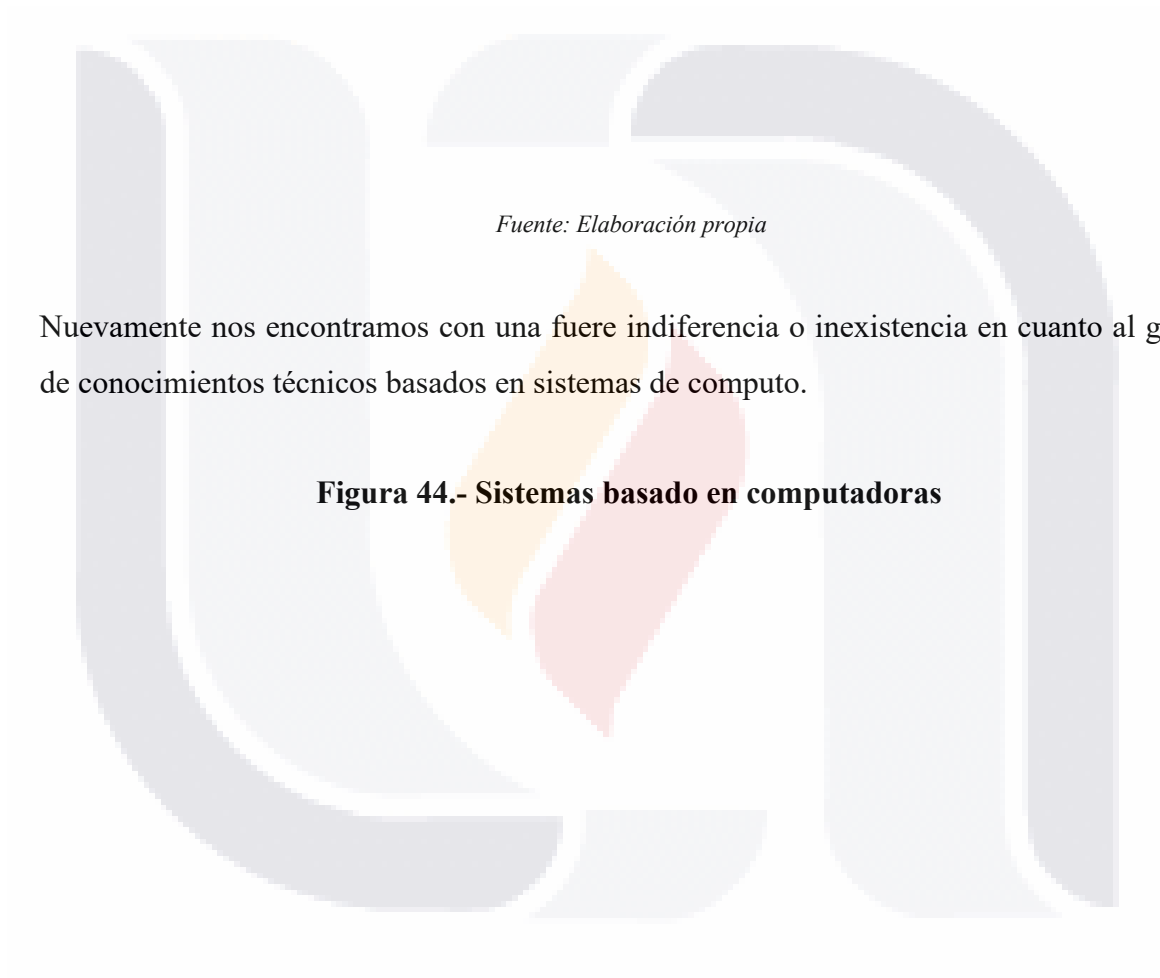 Fuente: Elaboración propia
Nuevamente nos encontramos con una fuere indiferencia o inexistencia en cuanto al
de conocimientos técnicos basados en sistemas de computo.
Figura 44.- Sistemas basado en computadoras